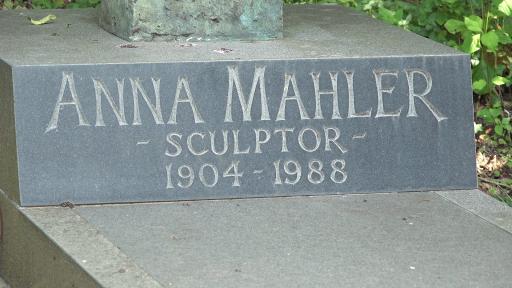 ANNA MAHLER
~ SCULPTOR ~
1904 - 1988